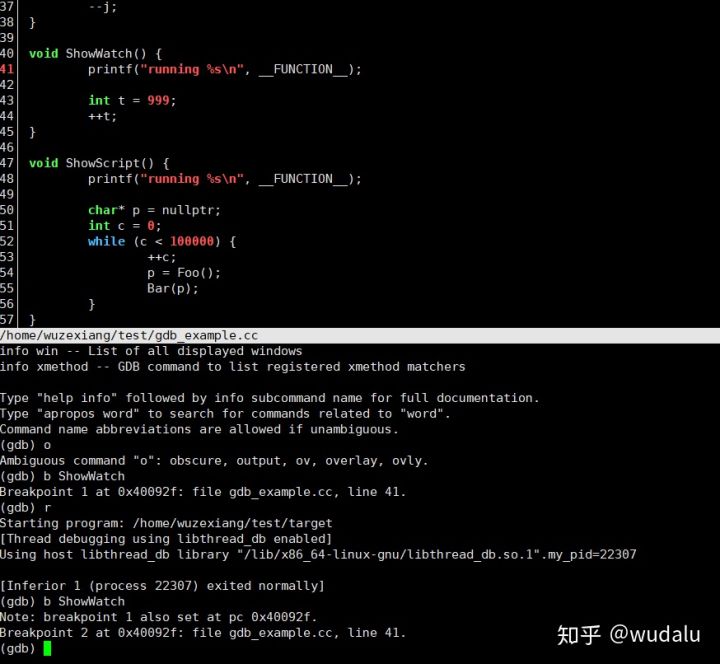 37         --j;
38 }
39
40 void ShowWatch() {
41         printf("running %s\n", __FUNCTION__);
42
43         int t = 999;
44         ++t;
45 }
46
47 void ShowScript() {
48         printf("running %s\n", __FUNCTION__);
49
50         char* p = nullptr;
51         int c = 0;
52         while (c < 100000) {
53                 ++c;
54                 p = Foo();
55                 Bar(p);
56         }
57 }
/home/wuzexiang/test/gdb_example.cc
info win -- List of all displayed windows
info xmethod -- GDB command to list registered xmethod matchers

Type "help info" followed by info subcommand name for full documentation.
Type "apropos word" to search for commands related to "word".
Command name abbreviations are allowed if unambiguous.
(gdb) o
Ambiguous command "o": obscure, output, ov, overlay, ovly.
(gdb) b ShowWatch
Breakpoint 1 at 0x40092f: file gdb_example.cc, line 41.
(gdb) r
Starting program: /home/wuzexiang/test/target
[Thread debugging using libthread_db enabled]
Using host libthread_db library "/lib/x86_64-linux-gnu/libthread_db.so.1".my_pid=22307

[Inferior 1 (process 22307) exited normally]
(gdb) b ShowWatch
Note: breakpoint 1 also set at pc 0x40092f.
Breakpoint 2 at 0x40092f: file gdb_example.cc, line 41.
(gdb)
知乎 @wudalu